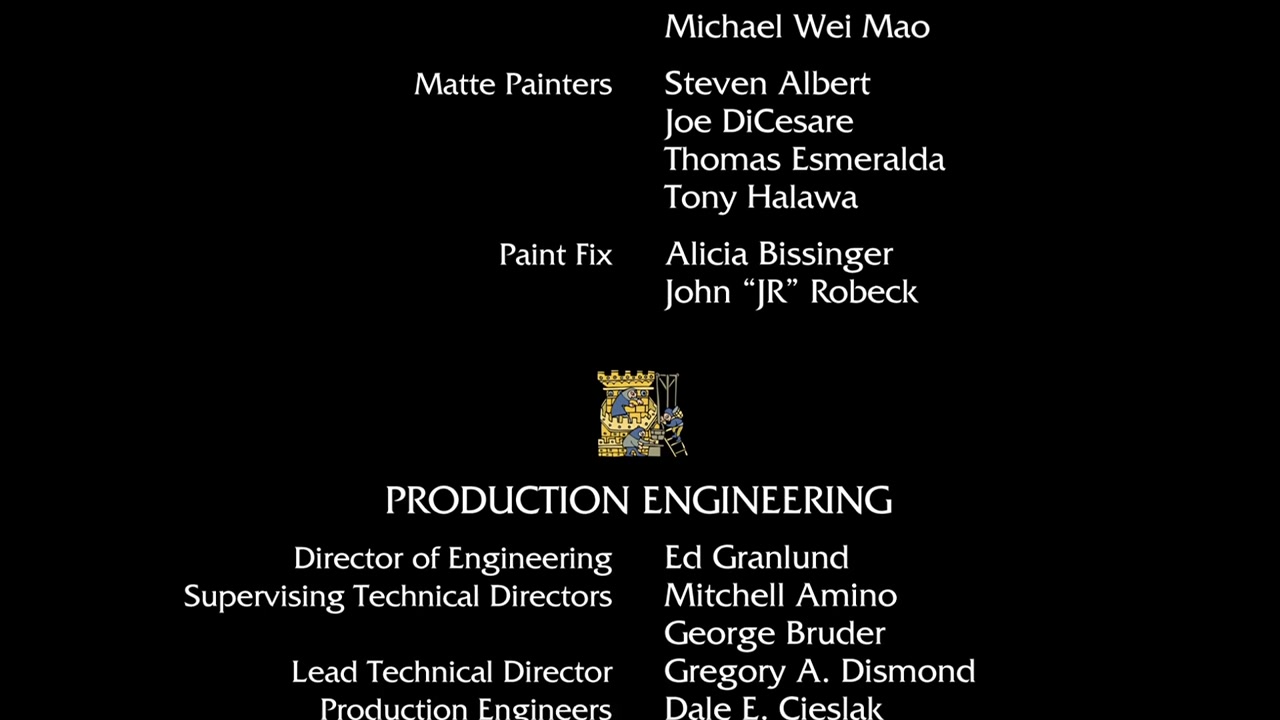 Michael Wei Mao
Matte Painters Steven Albert
Joe DiCesare
Thomas Esmeralda
Tony Halawa
Paint Fix Alicia Bissinger
John “JR” Robeck
PRODUCTION ENGINEERING
Director of Engineering Ed Granlund
Supervising Technical Directors Mitchell Amino
George Bruder
Lead Technical Director Gregory A. Dismond
Production Engineers Dale E. Cieslak